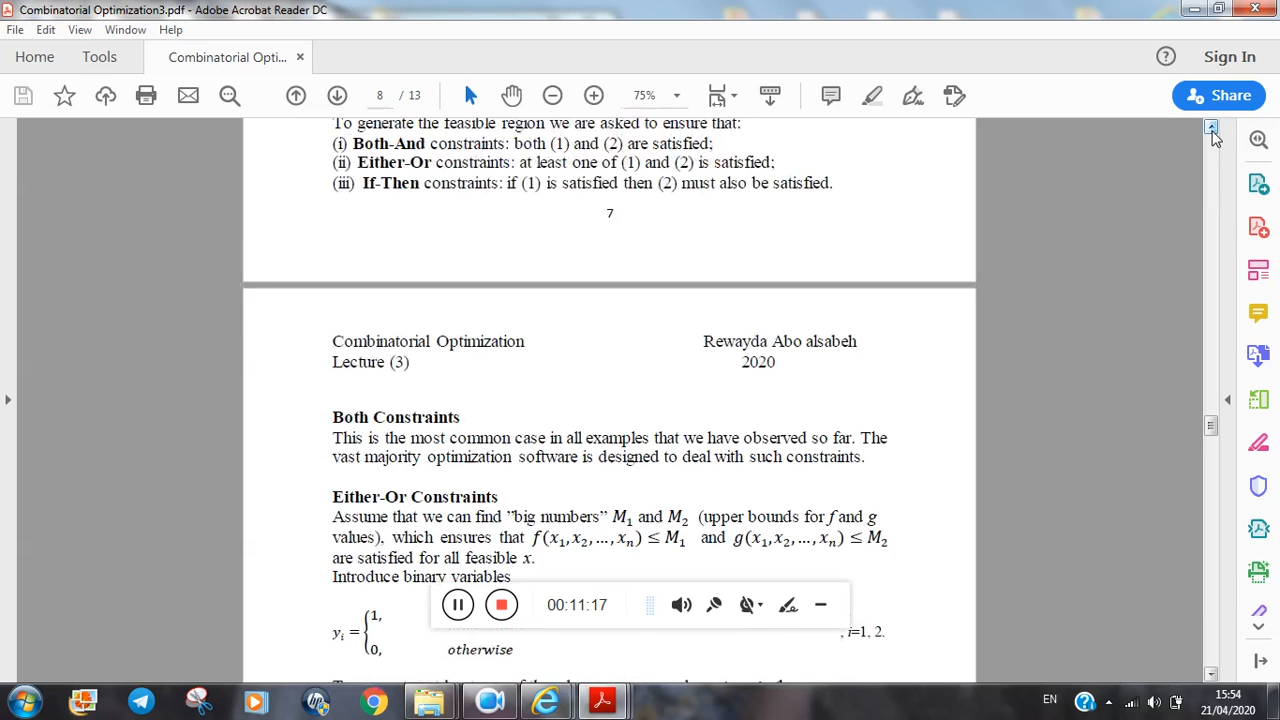 Combinatorial Optimization3.pdf - Adobe Acrobat Reader DC
File Edit View Window Help
Home Tools Combinatorial Opti... × Sign In
8 / 13 75% Share
To generate the feasible region we are asked to ensure that:
(i) Both-And constraints: both (1) and (2) are satisfied;
(ii) Either-Or constraints: at least one of (1) and (2) is satisfied;
(iii) If-Then constraints: if (1) is satisfied then (2) must also be satisfied.
7
Combinatorial Optimization Rewayda Abo alsabeh
Lecture (3) 2020
Both Constraints
This is the most common case in all examples that we have observed so far. The
vast majority optimization software is designed to deal with such constraints.
Either-Or Constraints
Assume that we can find ”big numbers” M₁ and M₂ (upper bounds for f and g
values), which ensures that f(x₁,x₂,...,xₙ) ≤ M₁ and g(x₁,x₂,...,xₙ) ≤ M₂
are satisfied for all feasible x.
Introduce binary variables
00:11:17
yᵢ = {1,
, i=1, 2.
0, otherwise
EN 15:54
21/04/2020